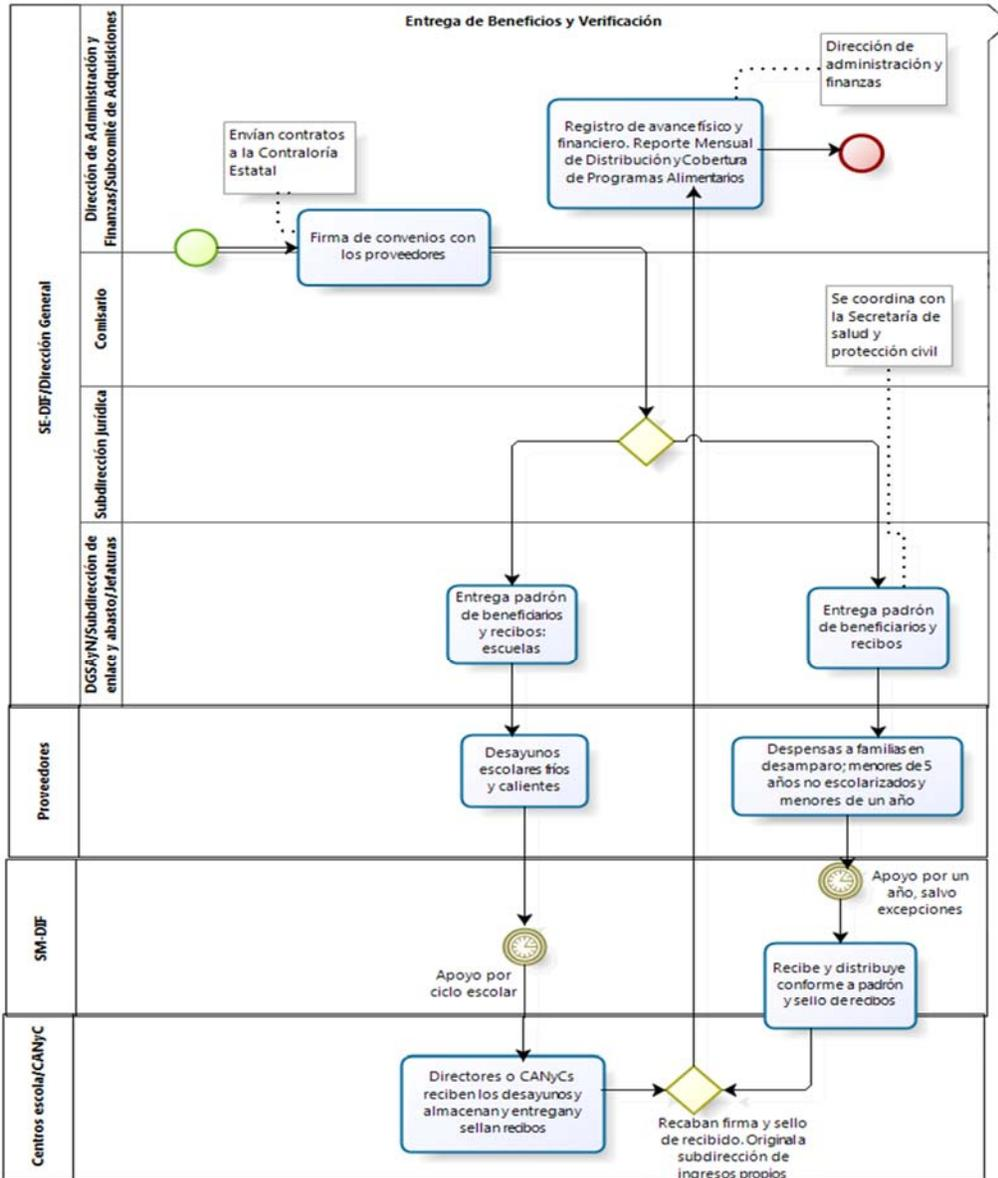 Entrega de Beneficios y Verificación
SE-DIF/Dirección General
Dirección de Administración y
Finanzas/Subcomité de Adquisiciones
Envían contratos
a la Contraloría
Estatal
Firma de convenios con
los proveedores
Registro de avance físico y
financiero. Reporte Mensual
de Distribución y Cobertura
de Programas Alimentarios
Dirección de
administración y
finanzas
Comisario
Se coordina con
la Secretaría de
salud y
protección civil
Subdirección jurídica
DGSAyN/Subdirección de
enlace y abasto/Jefaturas
Entrega padrón
de benefidarios
y recibos:
escuelas
Entrega padrón
de beneficiarios y
recibos
Proveedores
Desayunos
escolares fríos
y calientes
Despensas a familias en
desamparo; menores de 5
años no escolarizados y
menores de un año
SM-DIF
Apoyo por
ciclo escolar
Apoyo por un
año, salvo
excepciones
Recibe y distribuye
conforme a padrón
y sello de recibos
Centros escola/CANyC
Directores o CANyCs
reciben los desayunos y
almacenan y entregan y
sellan recibos
Recaban firma y sello
de recibido. Original a
subdirección de
ingresos propios